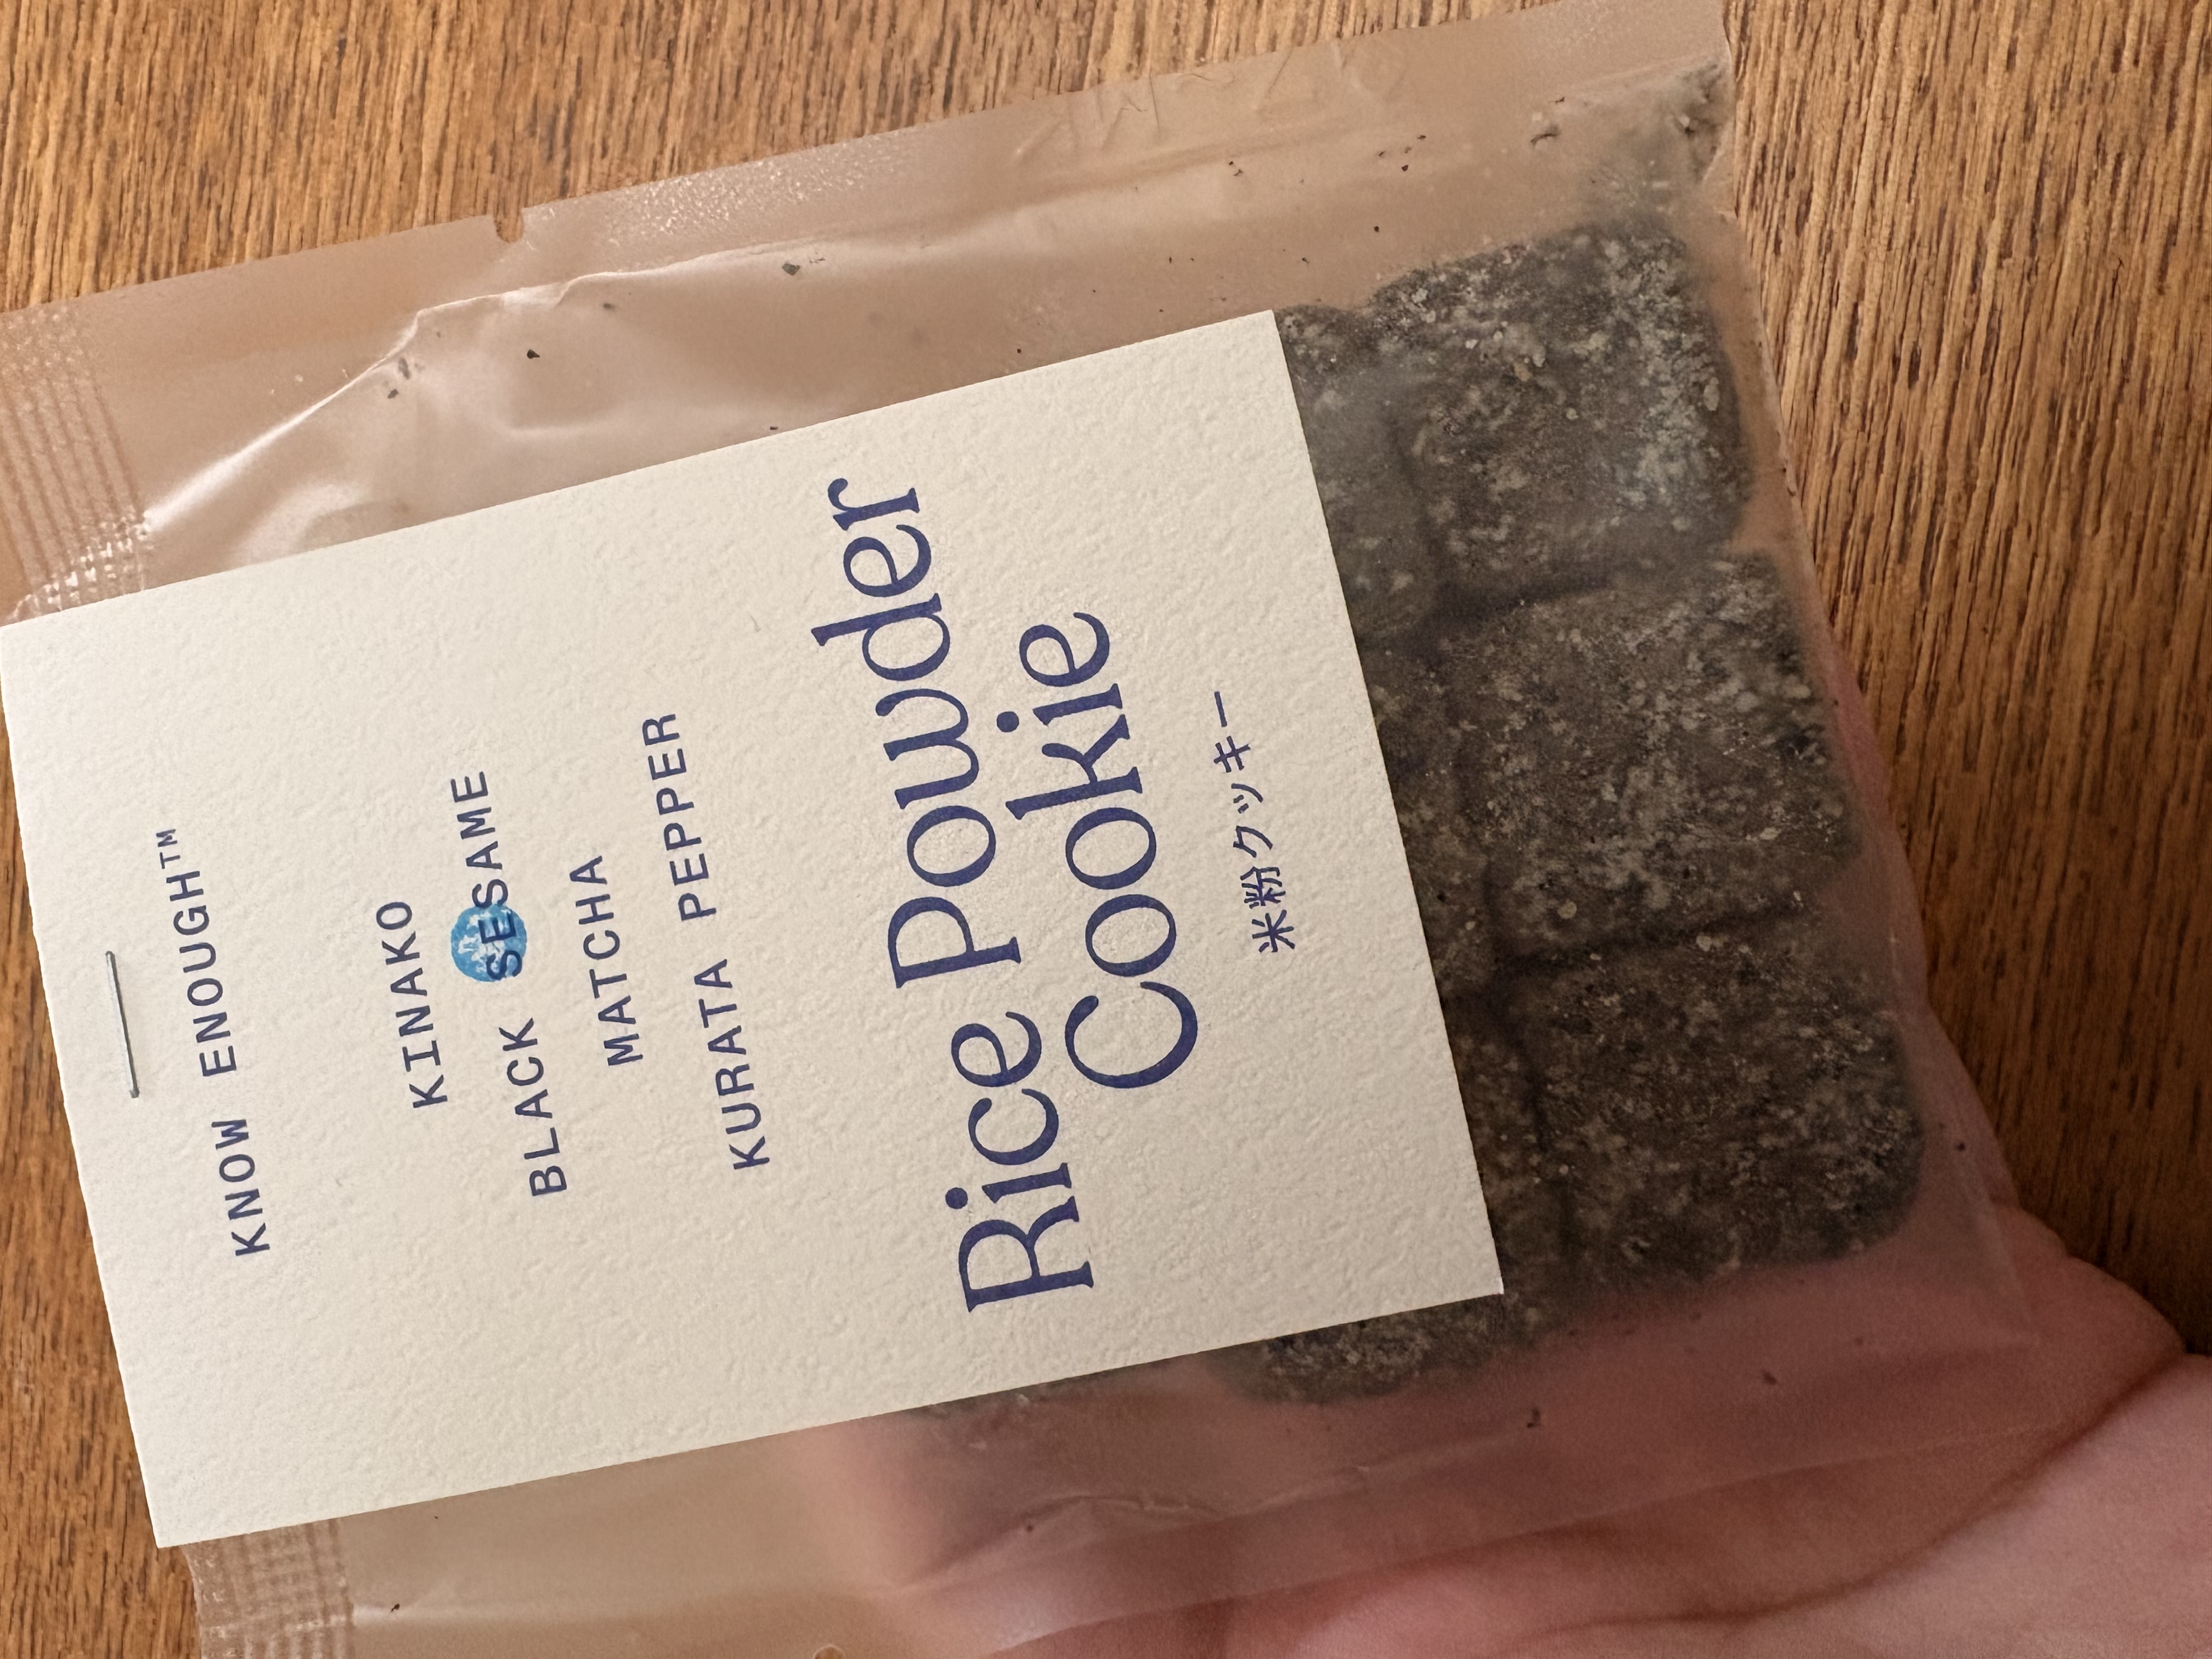 KNOW ENOUGH™
KINAKO
BLACK SESAME
MATCHA
KURATA PEPPER
Rice Powder
Cookie
米粉クッキー